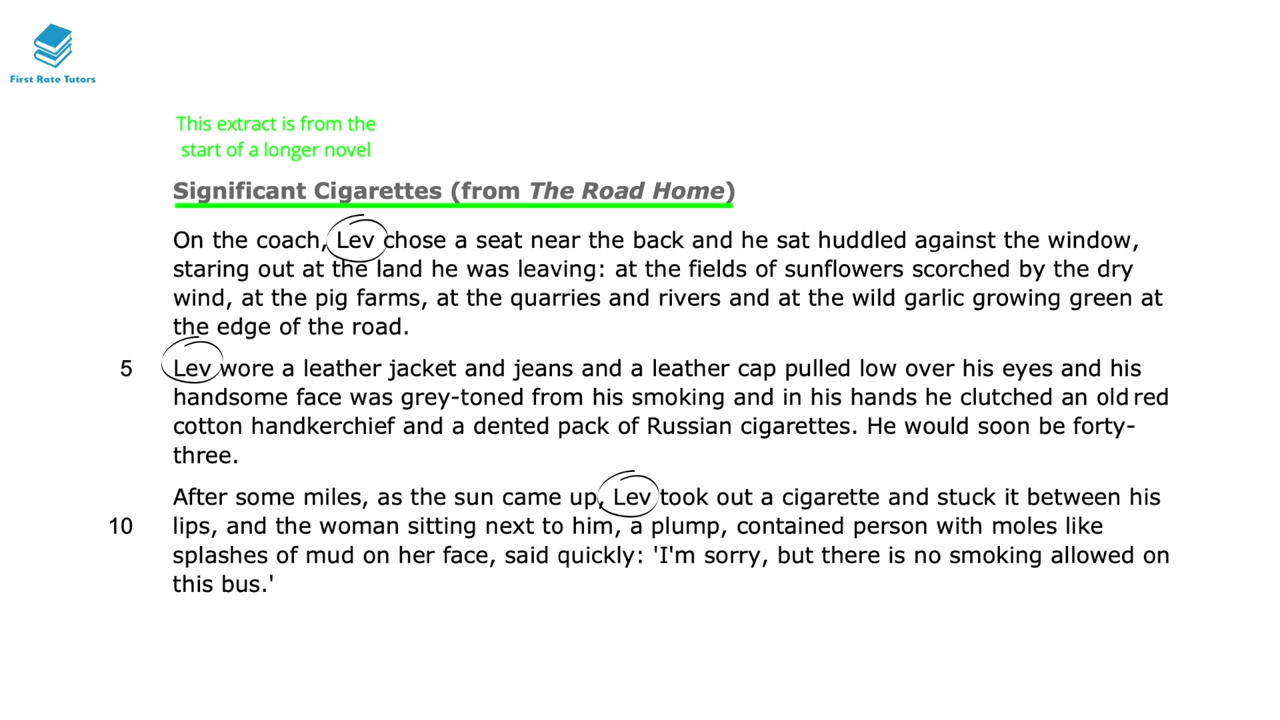 First Rate Tutors
This extract is from the
start of a longer novel
Significant Cigarettes (from The Road Home)
On the coach, Lev chose a seat near the back and he sat huddled against the window,
staring out at the land he was leaving: at the fields of sunflowers scorched by the dry
wind, at the pig farms, at the quarries and rivers and at the wild garlic growing green at
the edge of the road.
5 Lev wore a leather jacket and jeans and a leather cap pulled low over his eyes and his
handsome face was grey-toned from his smoking and in his hands he clutched an old red
cotton handkerchief and a dented pack of Russian cigarettes. He would soon be forty-
three.
After some miles, as the sun came up, Lev took out a cigarette and stuck it between his
10 lips, and the woman sitting next to him, a plump, contained person with moles like
splashes of mud on her face, said quickly: 'I'm sorry, but there is no smoking allowed on
this bus.'